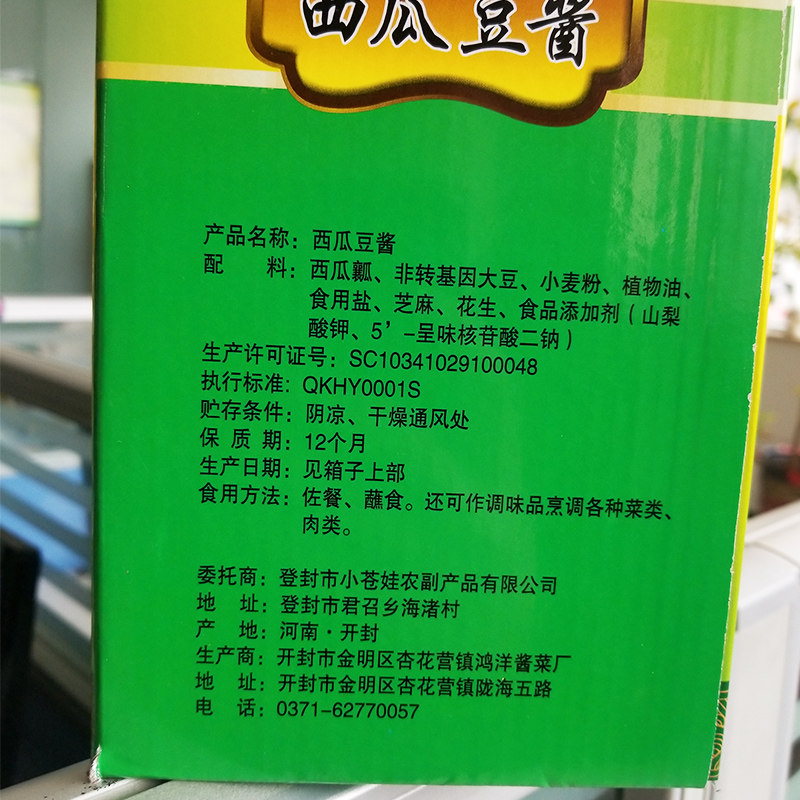 西瓜豆酱
产品名称：西瓜豆酱
配　　料：西瓜瓤、非转基因大豆、小麦粉、植物油、
食用盐、芝麻、花生、食品添加剂（山梨
酸钾、5’-呈味核苷酸二钠）
生产许可证号：SC10341029100048
执行标准：QKHY0001S
贮存条件：阴凉、干燥通风处
保 质 期：12个月
生产日期：见箱子上部
食用方法：佐餐、蘸食。还可作调味品烹调各种菜类、
肉类。
委托商：登封市小苍娃农副产品有限公司
地　址：登封市君召乡海渚村
产　地：河南·开封
生产商：开封市金明区杏花营镇鸿洋酱菜厂
地　址：开封市金明区杏花营镇陇海五路
电　话：0371-62770057